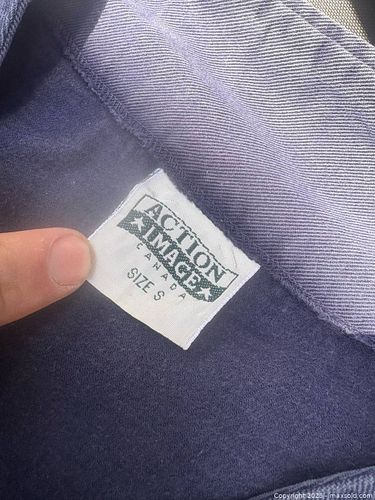 ACTION
IMAGE
CANADA
SIZE S
Copyright 2025 - maxsold.com